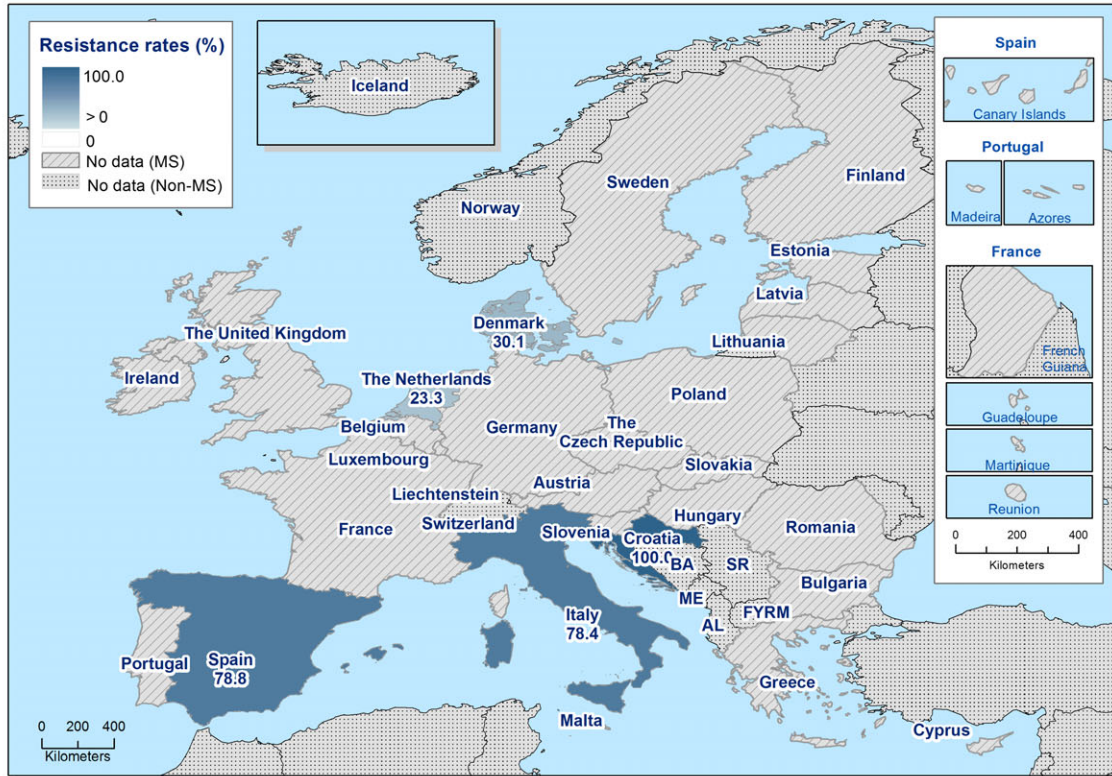 Resistance rates (%)
100.0
> 0
0
No data (MS)
No data (Non-MS)
Iceland
Spain
Canary Islands
Portugal
Madeira
Azores
France
French
Guiana
Guadeloupe
Martinique
Reunion
0 200 400
Kilometers
Norway
Sweden
Finland
Estonia
Latvia
Lithuania
Denmark
30.1
The United Kingdom
Ireland
The Netherlands
23.3
Belgium
Luxembourg
Germany
Poland
The
Czech Republic
Slovakia
Austria
Liechtenstein
Switzerland
France
Slovenia
Hungary
Romania
Croatia
100.0
BA
SR
Bulgaria
ME
FYRM
AL
Italy
78.4
Portugal
Spain
78.8
Greece
Malta
Cyprus
0 200 400
Kilometers